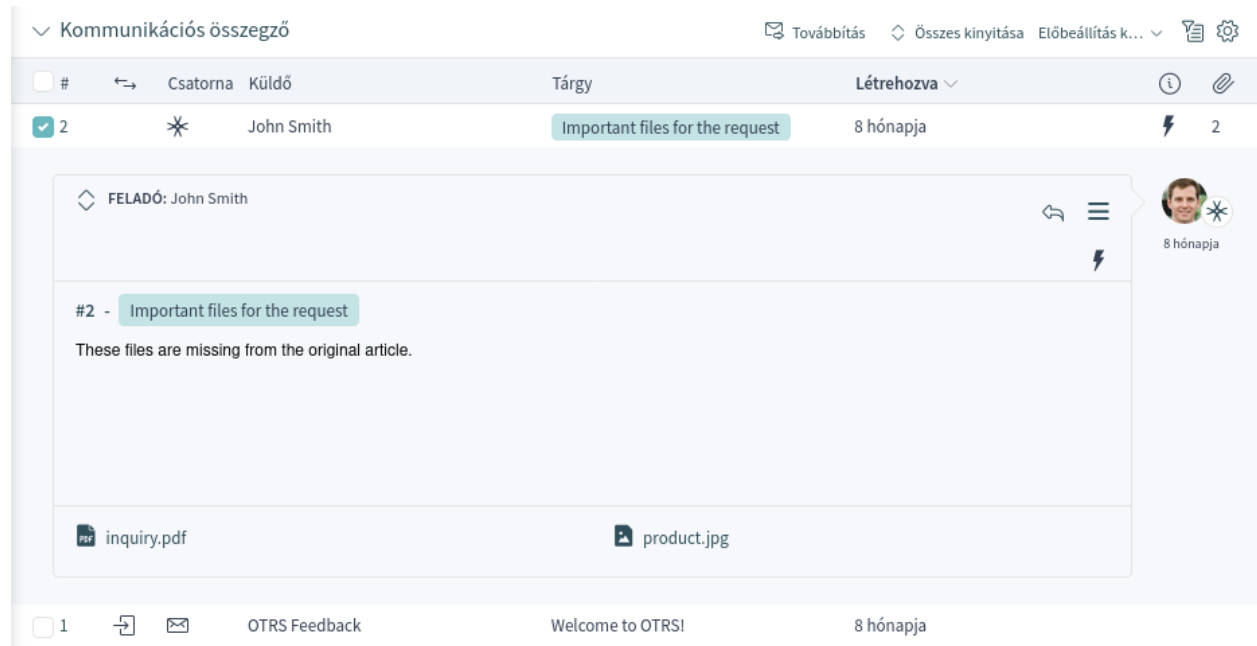 Kommunikációs összegző Továbbítás Összes kinyitása Előbeállítás k...
# Csatorna Küldő Tárgy Létrehozva
2 John Smith Important files for the request 8 hónapja 2
FELADÓ: John Smith
8 hónapja
#2 - Important files for the request
These files are missing from the original article.
PDF inquiry.pdf product.jpg
1 OTRS Feedback Welcome to OTRS! 8 hónapja